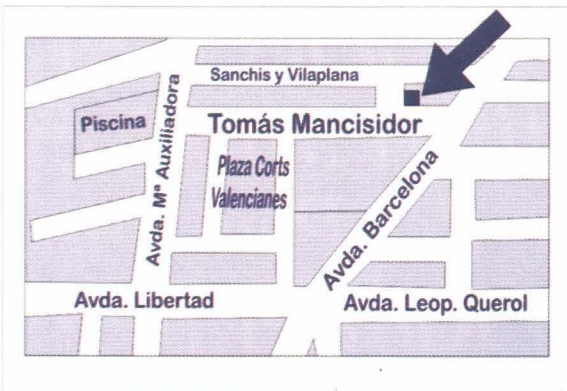 Sanchis y Vilaplana
Piscina
Tomás Mancisidor
Avda. Mª Auxiliadora
Plaza Corts
Valencianes
Avda. Barcelona
Avda. Libertad
Avda. Leop. Querol